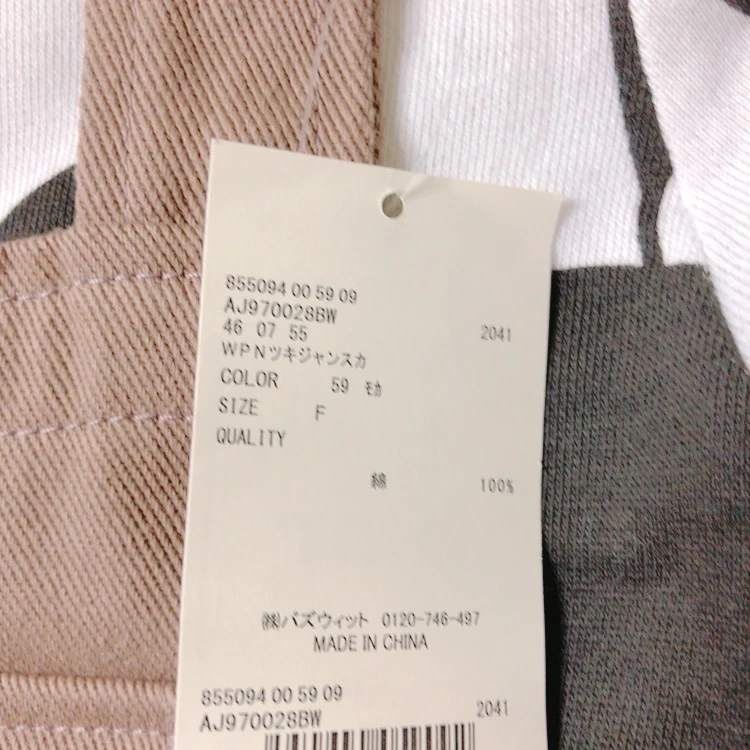 855094 00 59 09
AJ970028BW
46 07 55 2041
WPNツキジャンスカ
COLOR 59 ﾓｶ
SIZE F
QUALITY
綿 100%
㈱バズウィット 0120-746-497
MADE IN CHINA
855094 00 59 09
AJ970028BW 2041